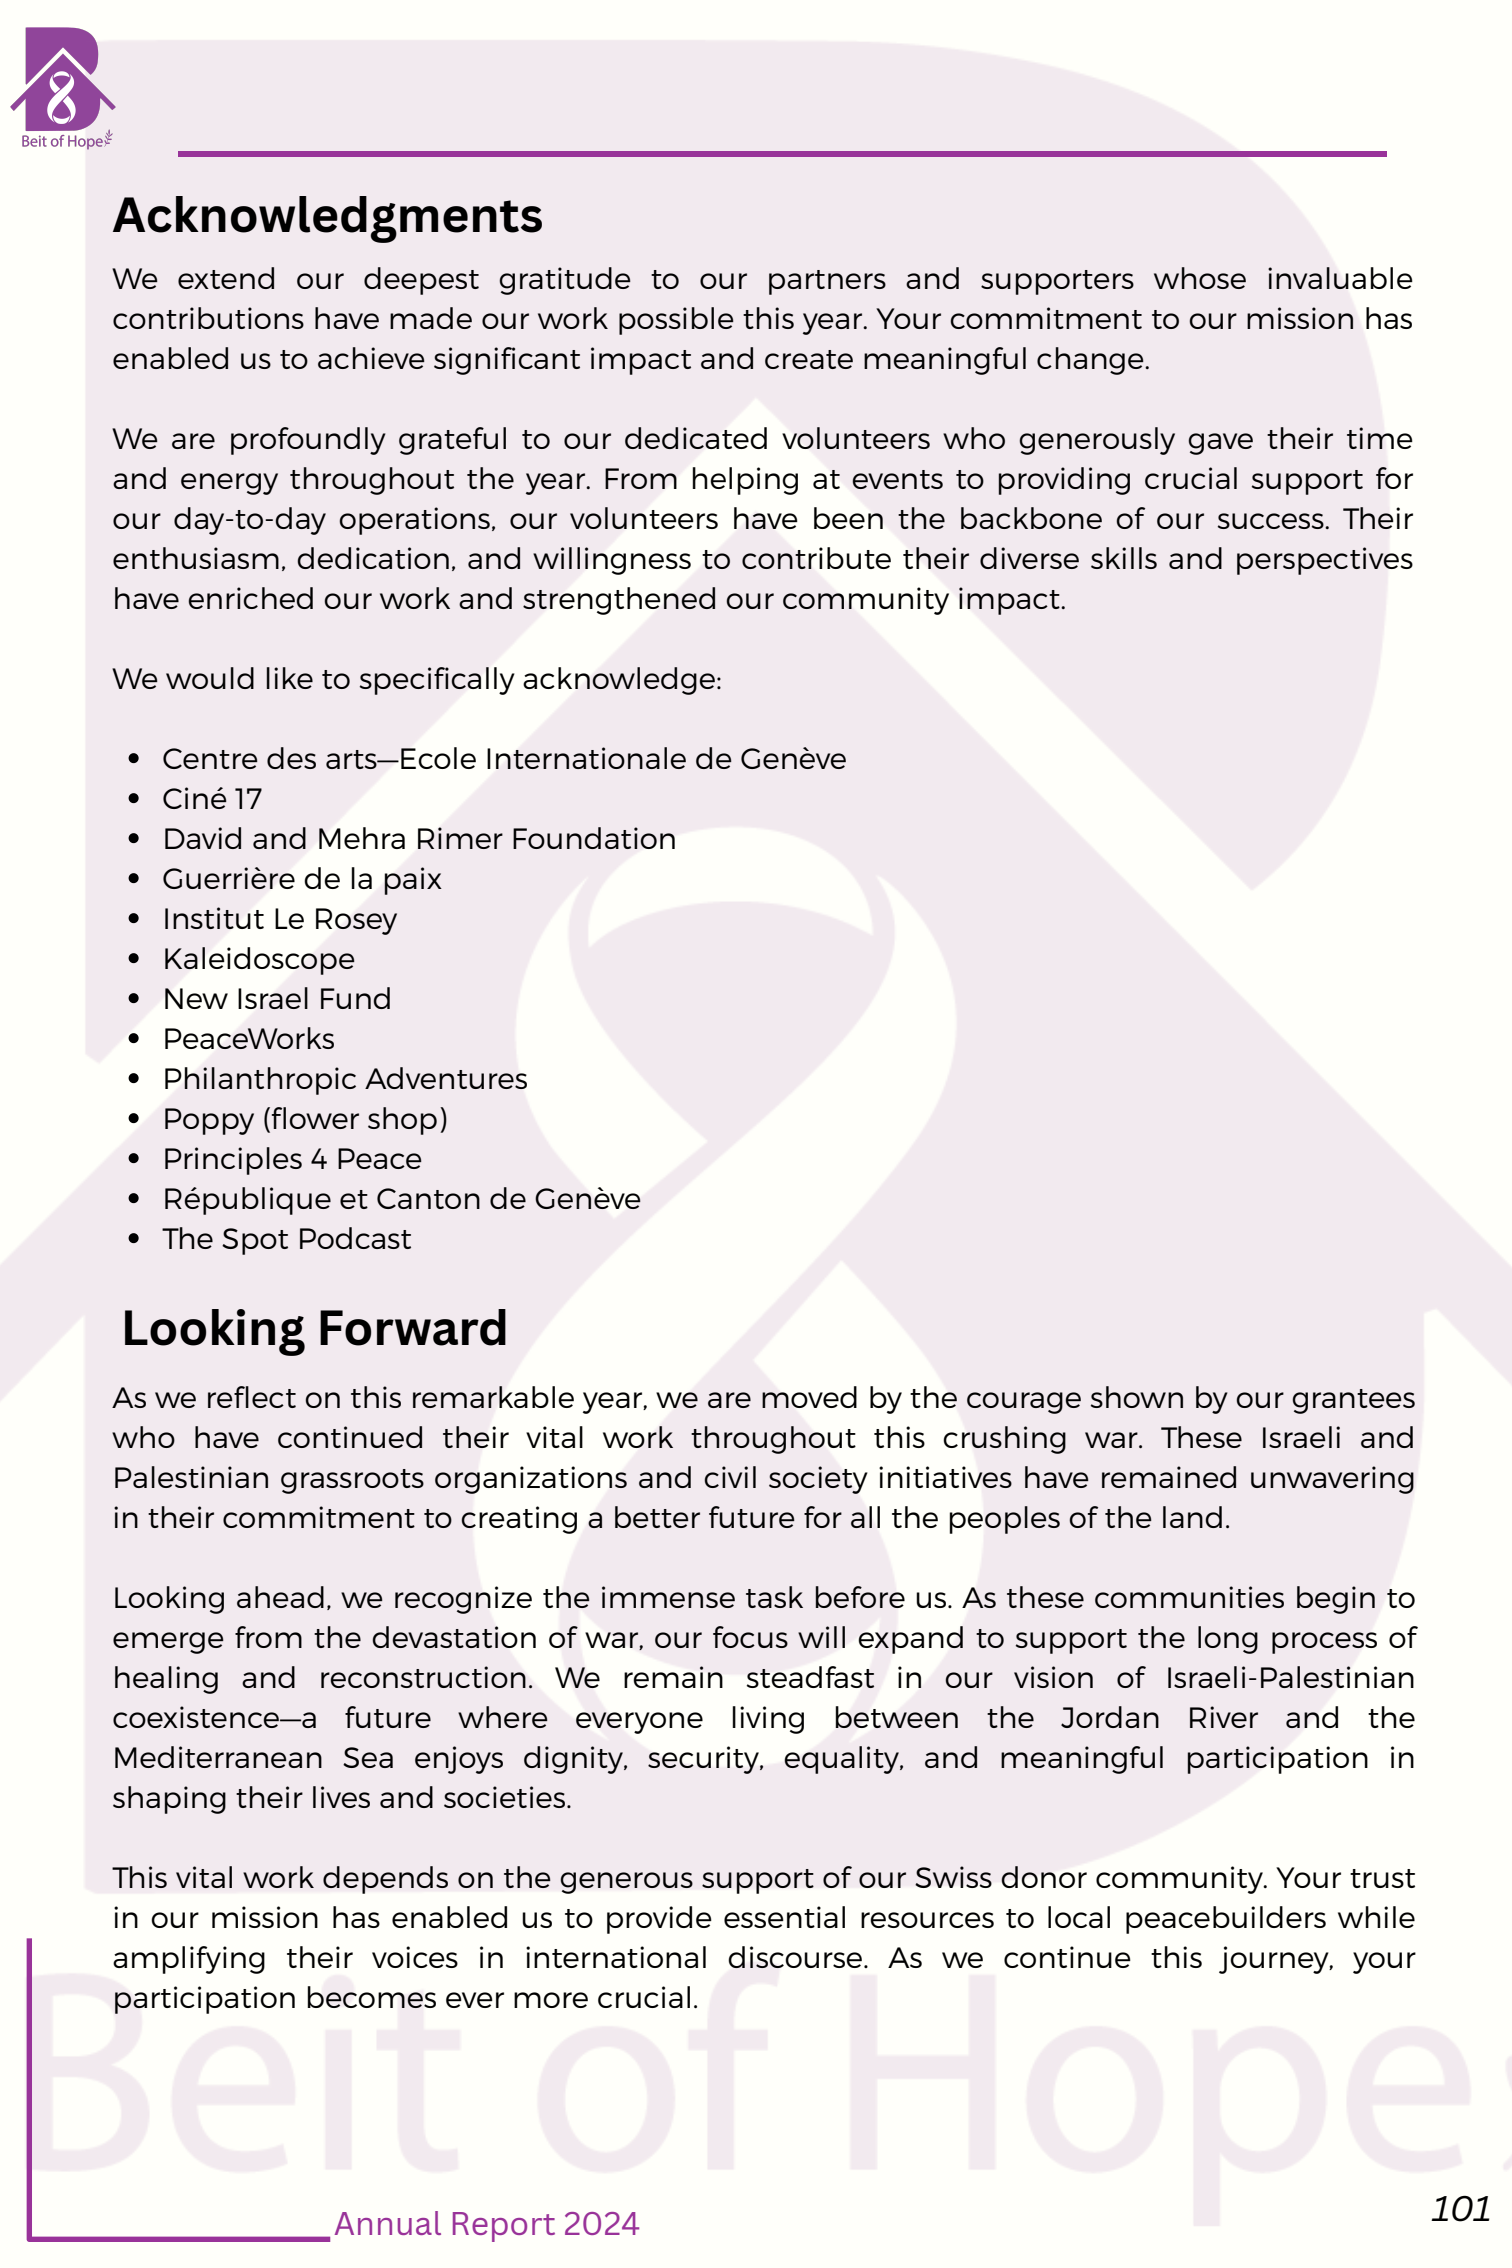 Beit of Hope
Acknowledgments
We extend our deepest gratitude to our partners and supporters whose invaluable
contributions have made our work possible this year. Your commitment to our mission has
enabled us to achieve significant impact and create meaningful change.
We are profoundly grateful to our dedicated volunteers who generously gave their time
and energy throughout the year. From helping at events to providing crucial support for
our day-to-day operations, our volunteers have been the backbone of our success. Their
enthusiasm, dedication, and willingness to contribute their diverse skills and perspectives
have enriched our work and strengthened our community impact.
We would like to specifically acknowledge:
• Centre des arts—Ecole Internationale de Genève
• Ciné 17
• David and Mehra Rimer Foundation
• Guerrière de la paix
• Institut Le Rosey
• Kaleidoscope
• New Israel Fund
• PeaceWorks
• Philanthropic Adventures
• Poppy (flower shop)
• Principles 4 Peace
• République et Canton de Genève
• The Spot Podcast
Looking Forward
As we reflect on this remarkable year, we are moved by the courage shown by our grantees
who have continued their vital work throughout this crushing war. These Israeli and
Palestinian grassroots organizations and civil society initiatives have remained unwavering
in their commitment to creating a better future for all the peoples of the land.
Looking ahead, we recognize the immense task before us. As these communities begin to
emerge from the devastation of war, our focus will expand to support the long process of
healing and reconstruction. We remain steadfast in our vision of Israeli-Palestinian
coexistence—a future where everyone living between the Jordan River and the
Mediterranean Sea enjoys dignity, security, equality, and meaningful participation in
shaping their lives and societies.
This vital work depends on the generous support of our Swiss donor community. Your trust
in our mission has enabled us to provide essential resources to local peacebuilders while
amplifying their voices in international discourse. As we continue this journey, your
participation becomes ever more crucial.
Beit of Hope
Annual Report 2024
101